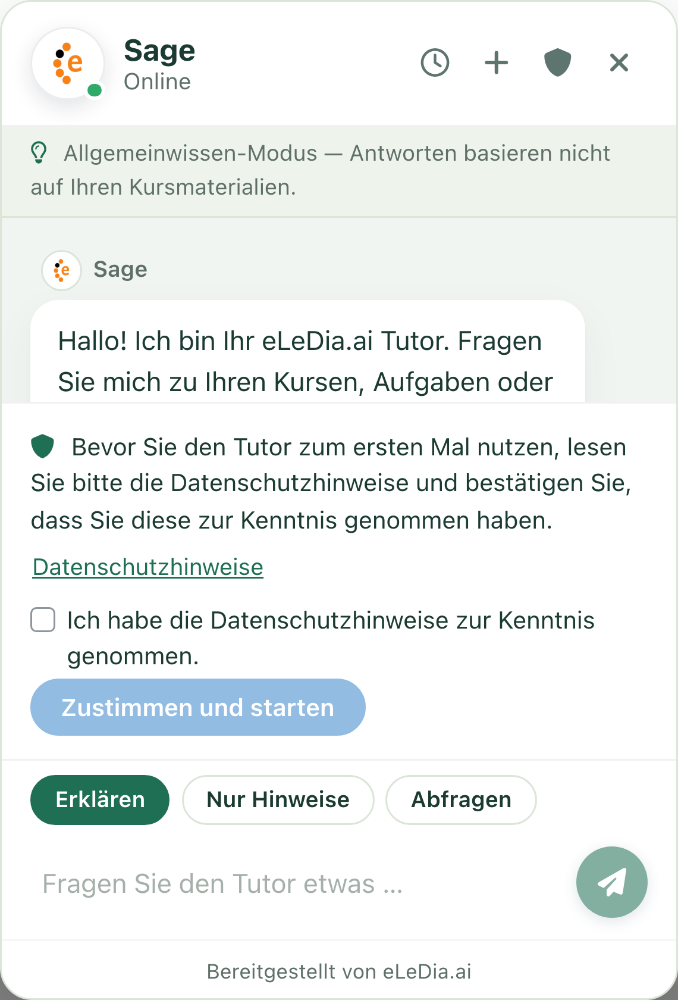 e
Sage
Online
Allgemeinwissen-Modus — Antworten basieren nicht
auf Ihren Kursmaterialien.
e
Sage
Hallo! Ich bin Ihr eLeDia.ai Tutor. Fragen
Sie mich zu Ihren Kursen, Aufgaben oder
Bevor Sie den Tutor zum ersten Mal nutzen, lesen
Sie bitte die Datenschutzhinweise und bestätigen Sie,
dass Sie diese zur Kenntnis genommen haben.
Datenschutzhinweise
Ich habe die Datenschutzhinweise zur Kenntnis
genommen.
Zustimmen und starten
Erklären
Nur Hinweise
Abfragen
Fragen Sie den Tutor etwas ...
Bereitgestellt von eLeDia.ai